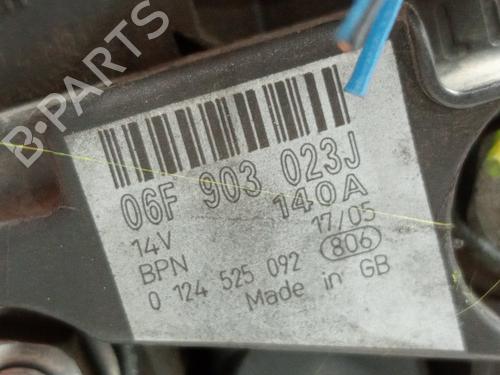 B-PARTS
06F 903 023J
14V 140A
BPN 17/05
0 124 525 092 806
Made in GB